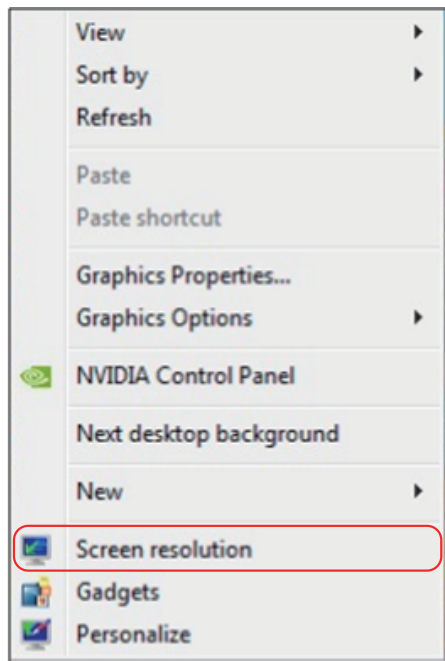 View
Sort by
Refresh
Paste
Paste shortcut
Graphics Properties...
Graphics Options
NVIDIA Control Panel
Next desktop background
New
Screen resolution
Gadgets
Personalize